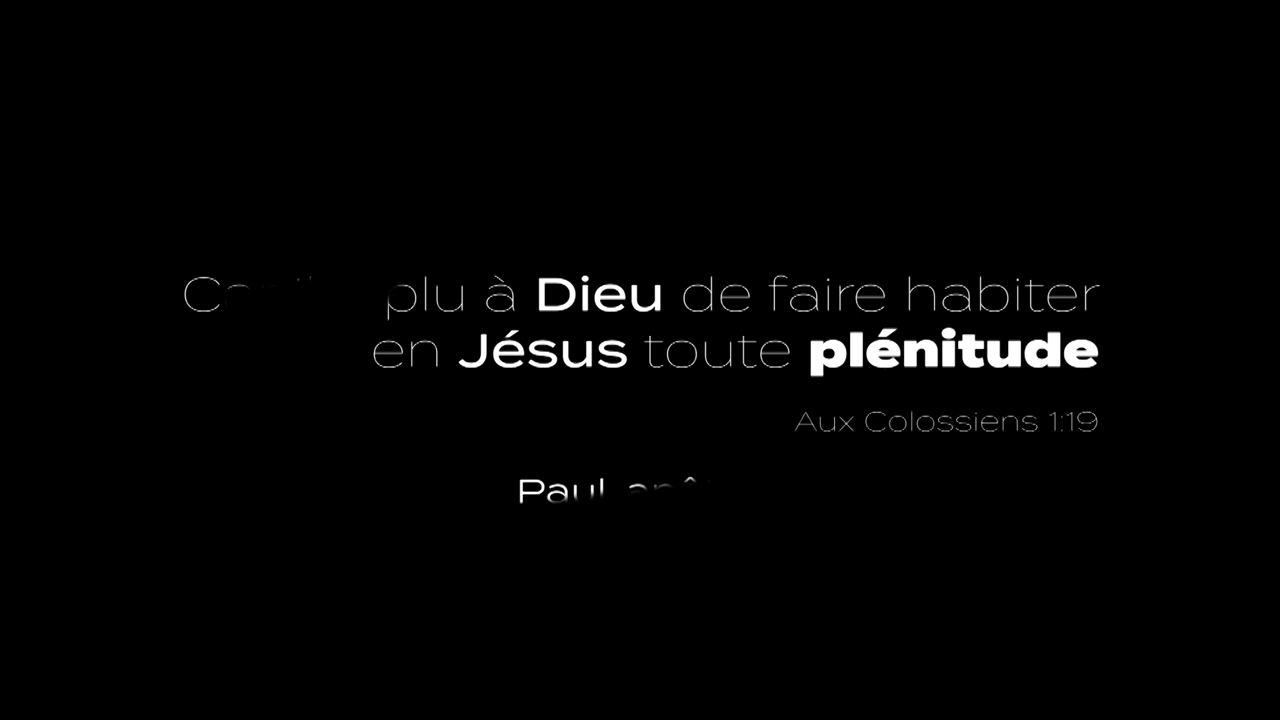 plu à Dieu de faire habiter
en Jésus toute plénitude
Aux Colossiens 1:19
Paul